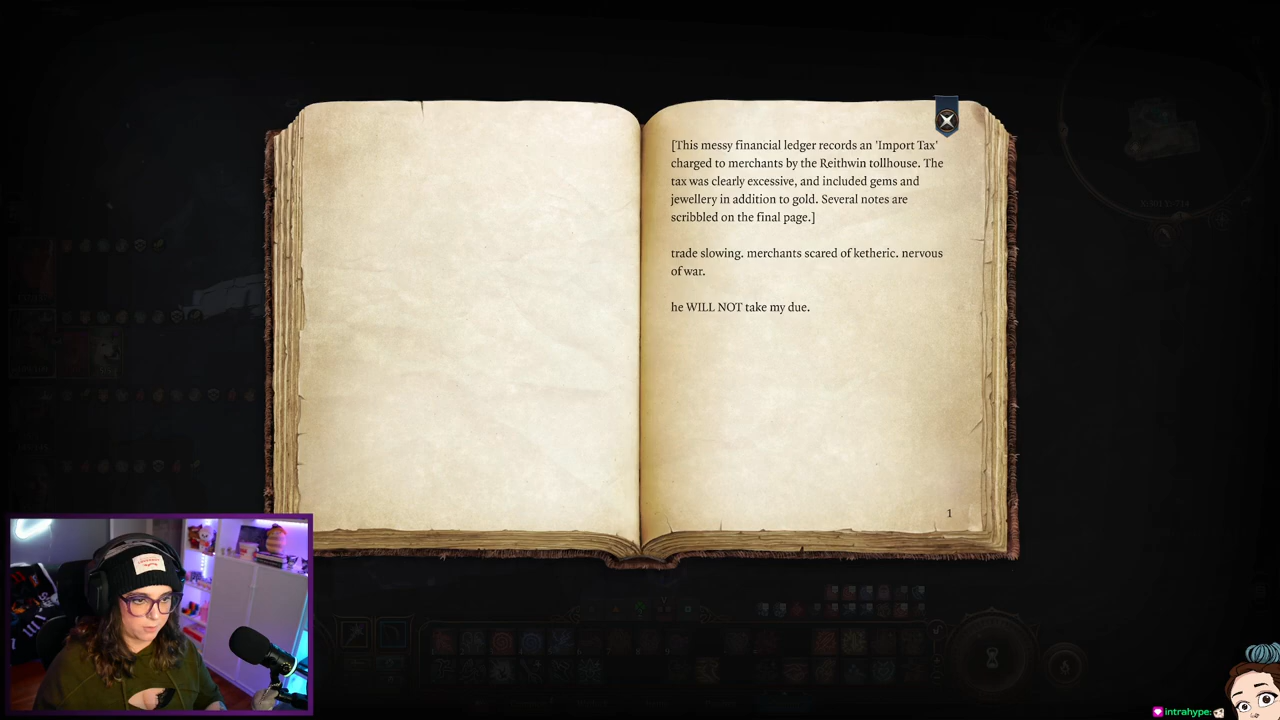 [This messy financial ledger records an 'Import Tax'
charged to merchants by the Reithwin tollhouse. The
tax was clearly excessive, and included gems and
jewellery in addition to gold. Several notes are
scribbled on the final page.]
trade slowing. merchants scared of ketheric. nervous
of war.
he WILL NOT take my due.
1
intrahype: